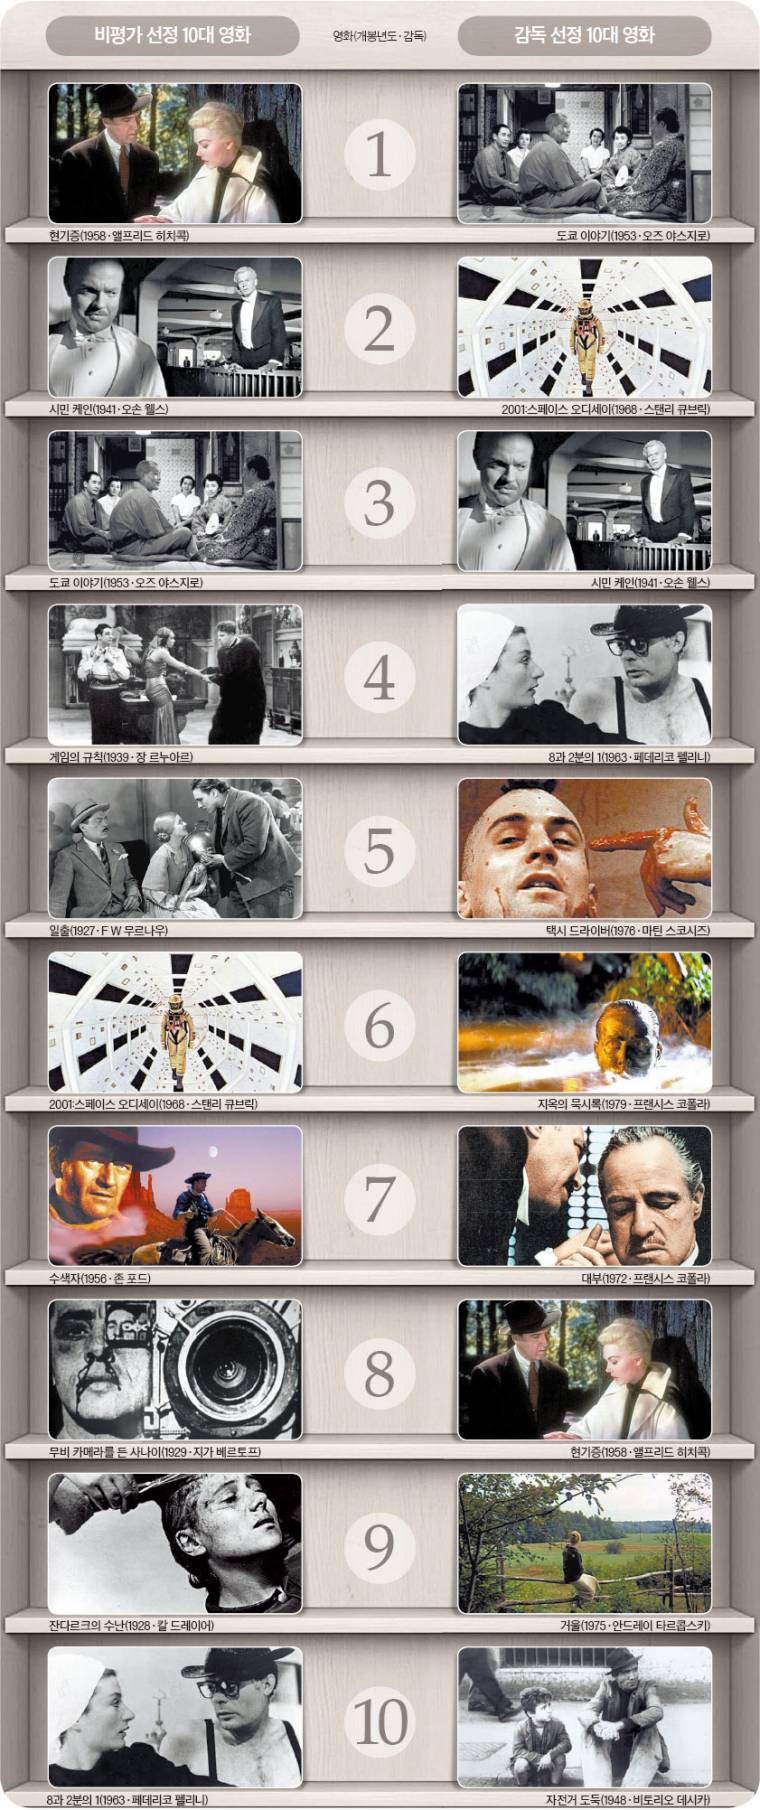 비평가 선정 10대 영화
영화(개봉년도·감독)
감독 선정 10대 영화
1
현기증(1958·앨프리드 히치콕)
도쿄 이야기(1953·오즈 야스지로)
2
시민 케인(1941·오손 웰스)
2001:스페이스 오디세이(1968·스탠리 큐브릭)
3
도쿄 이야기(1953·오즈 야스지로)
시민 케인(1941·오손 웰스)
4
게임의 규칙(1939·장 르누아르)
8과 2분의 1(1963·페데리코 펠리니)
5
일출(1927·F W 무르나우)
택시 드라이버(1976·마틴 스코시즈)
6
2001:스페이스 오디세이(1968·스탠리 큐브릭)
지옥의 묵시록(1979·프랜시스 코폴라)
7
수색자(1956·존 포드)
대부(1972·프랜시스 코폴라)
8
무비 카메라를 든 사나이(1929·지가 베르토프)
현기증(1958·앨프리드 히치콕)
9
잔다르크의 수난(1928·칼 드레이어)
거울(1975·안드레이 타르콥스키)
10
8과 2분의 1(1963·페데리코 펠리니)
자전거 도둑(1948·비토리오 데시카)